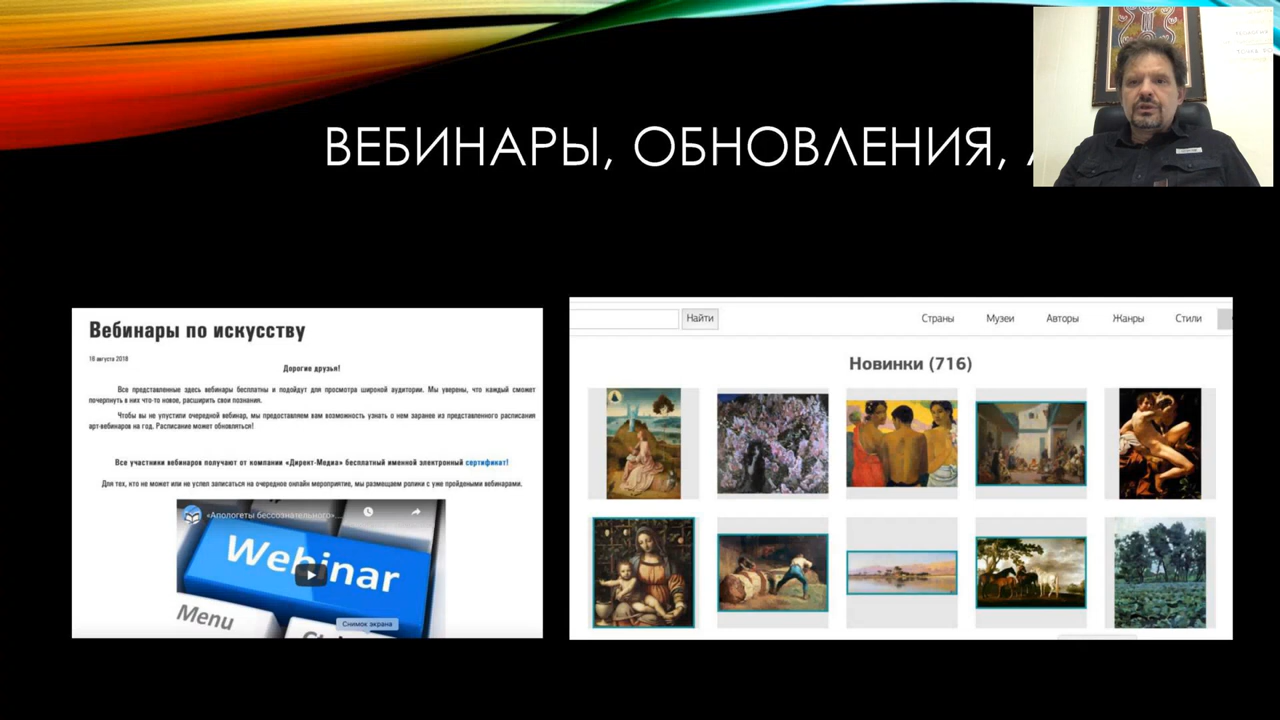 ВЕБИНАРЫ, ОБНОВЛЕНИЯ,
Вебинары по искусству
16 августа 2018
Дорогие друзья!
Все представленные здесь вебинары бесплатны и подойдут для просмотра широкой аудитории. Мы уверены, что каждый сможет
почерпнуть в них что-то новое, расширить свои познания.
Чтобы вы не упустили очередной вебинар, мы предоставляем вам возможность узнать о нем заранее из представленного расписания
арт-вебинаров на год. Расписание может обновляться!
Все участники вебинаров получают от компании «Директ-Медиа» бесплатный именной электронный сертификат!
Для тех, кто не может или не успел записаться на очередное онлайн мероприятие, мы размещаем ролики с уже пройдеными вебинарами.
«Апологеты бессознательного»...
Webinar
Menu
Снимок экрана
Найти
Страны Музеи Авторы Жанры Стили
Новинки (716)